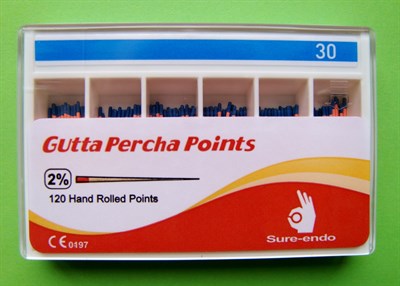 30
Gutta Percha Points
2%
120 Hand Rolled Points
CE 0197
Sure-endo